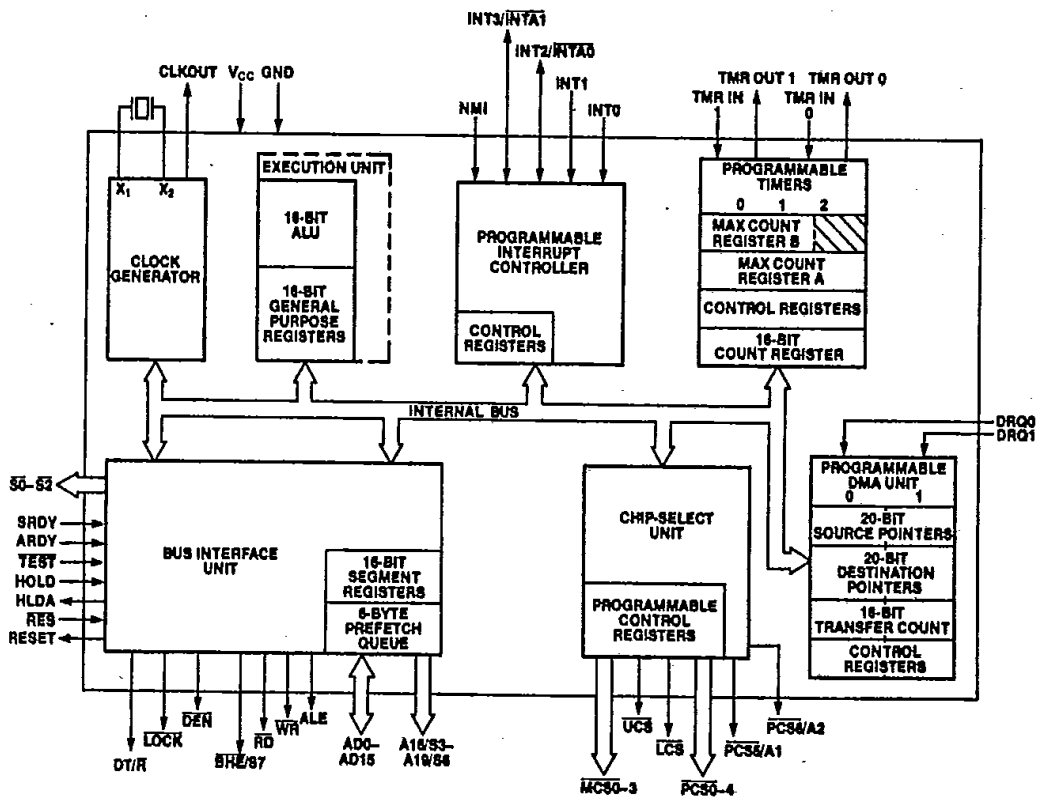 INT3/INTA1
INT2/INTA0
INT1
NMI
INT0
CLKOUT VCC GND
TMR OUT 1 TMR OUT 0
TMR IN 1
TMR IN 0
X1 X2
CLOCK
GENERATOR
EXECUTION UNIT
16-BIT
ALU
16-BIT
GENERAL
PURPOSE
REGISTERS
PROGRAMMABLE
INTERRUPT
CONTROLLER
CONTROL
REGISTERS
PROGRAMMABLE
TIMERS
0 1 2
MAX COUNT
REGISTER B
MAX COUNT
REGISTER A
CONTROL REGISTERS
16-BIT
COUNT REGISTER
INTERNAL BUS
DRQ0
DRQ1
S0-S2
SRDY
ARDY
TEST
HOLD
HLDA
RES
RESET
BUS INTERFACE
UNIT
16-BIT
SEGMENT
REGISTERS
6-BYTE
PREFETCH
QUEUE
CHIP-SELECT
UNIT
PROGRAMMABLE
CONTROL
REGISTERS
PROGRAMMABLE
DMA UNIT
0 1
20-BIT
SOURCE POINTERS
20-BIT
DESTINATION
POINTERS
16-BIT
TRANSFER COUNT
CONTROL
REGISTERS
DT/R
LOCK
DEN
BHE/S7
RD
WR
ALE
AD0-
AD15
A16/S3-
A19/S6
MCS0-3
UCS
LCS
PCS0-4
PCS5/A1
PCS6/A2